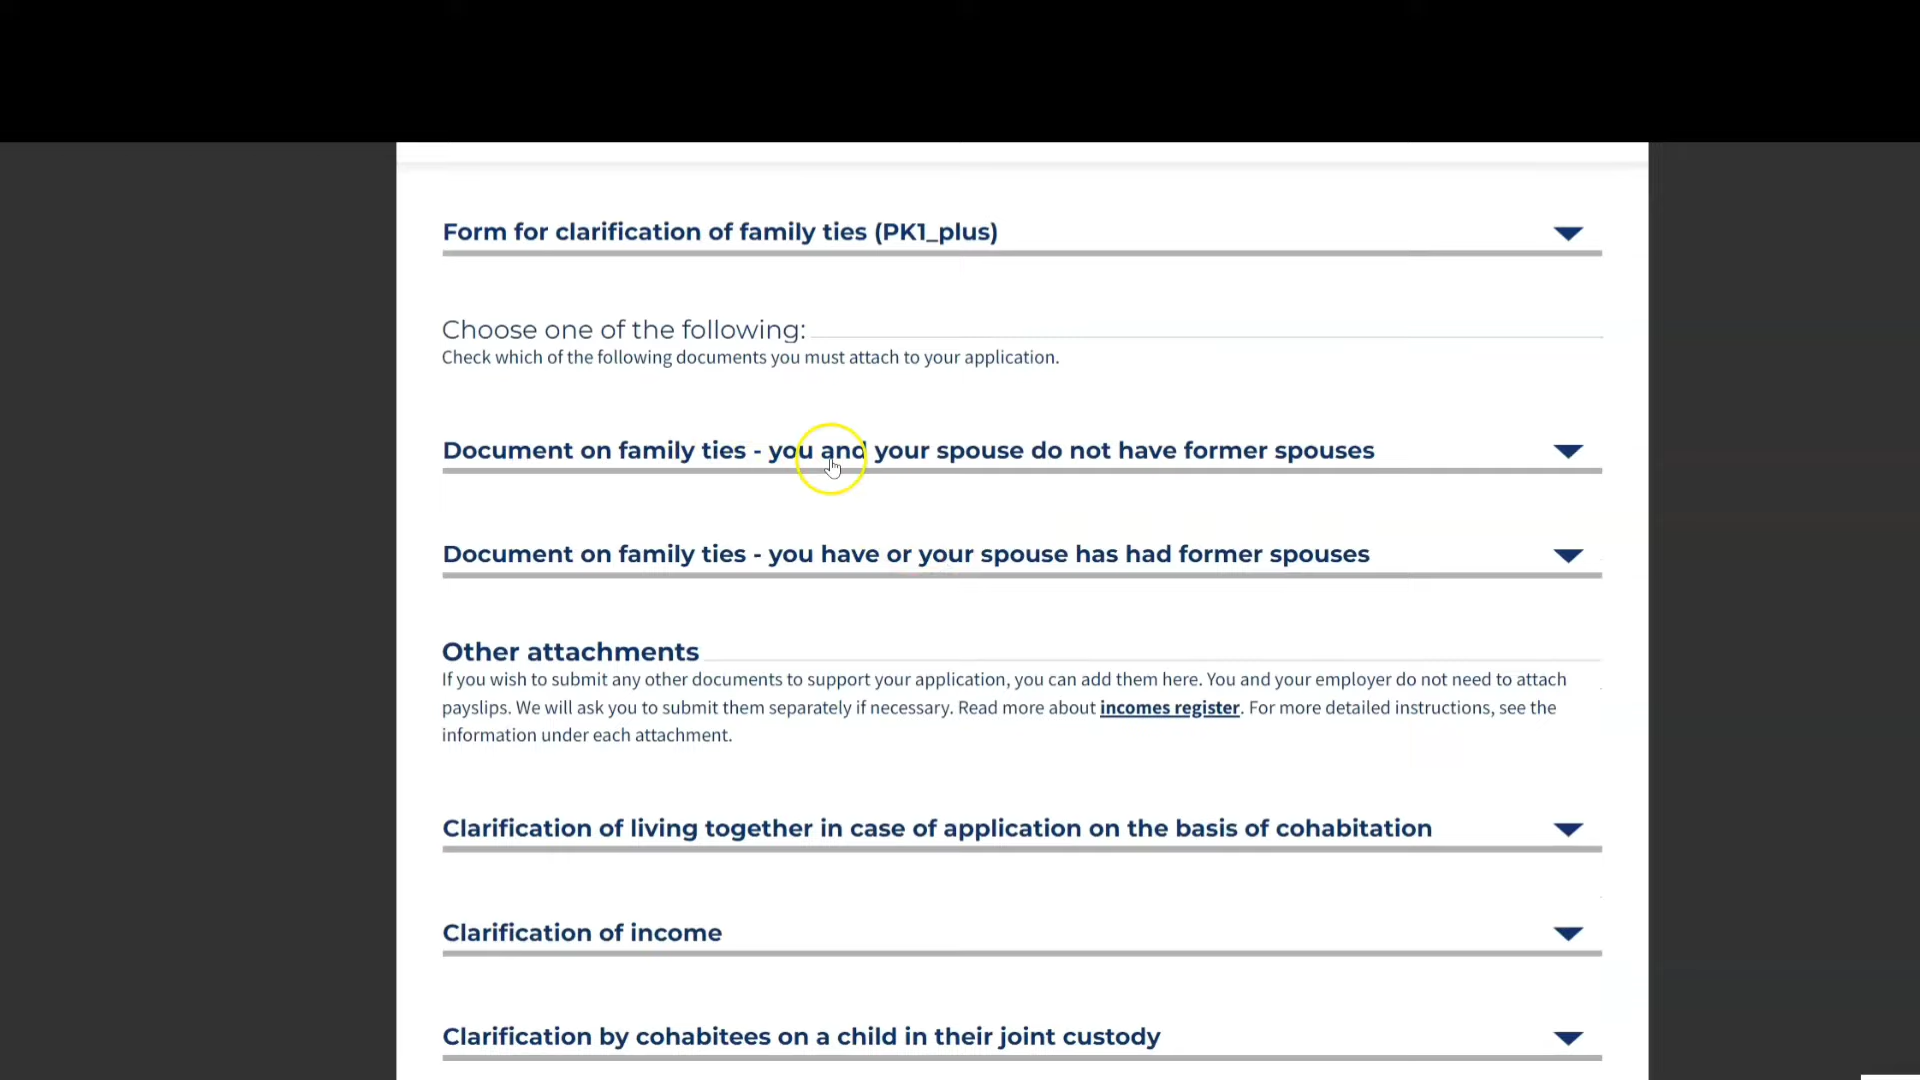 Form for clarification of family ties (PK1_plus)
Choose one of the following:
Check which of the following documents you must attach to your application.
Document on family ties - you and your spouse do not have former spouses
Document on family ties - you have or your spouse has had former spouses
Other attachments
If you wish to submit any other documents to support your application, you can add them here. You and your employer do not need to attach
payslips. We will ask you to submit them separately if necessary. Read more about incomes register. For more detailed instructions, see the
information under each attachment.
Clarification of living together in case of application on the basis of cohabitation
Clarification of income
Clarification by cohabitees on a child in their joint custody